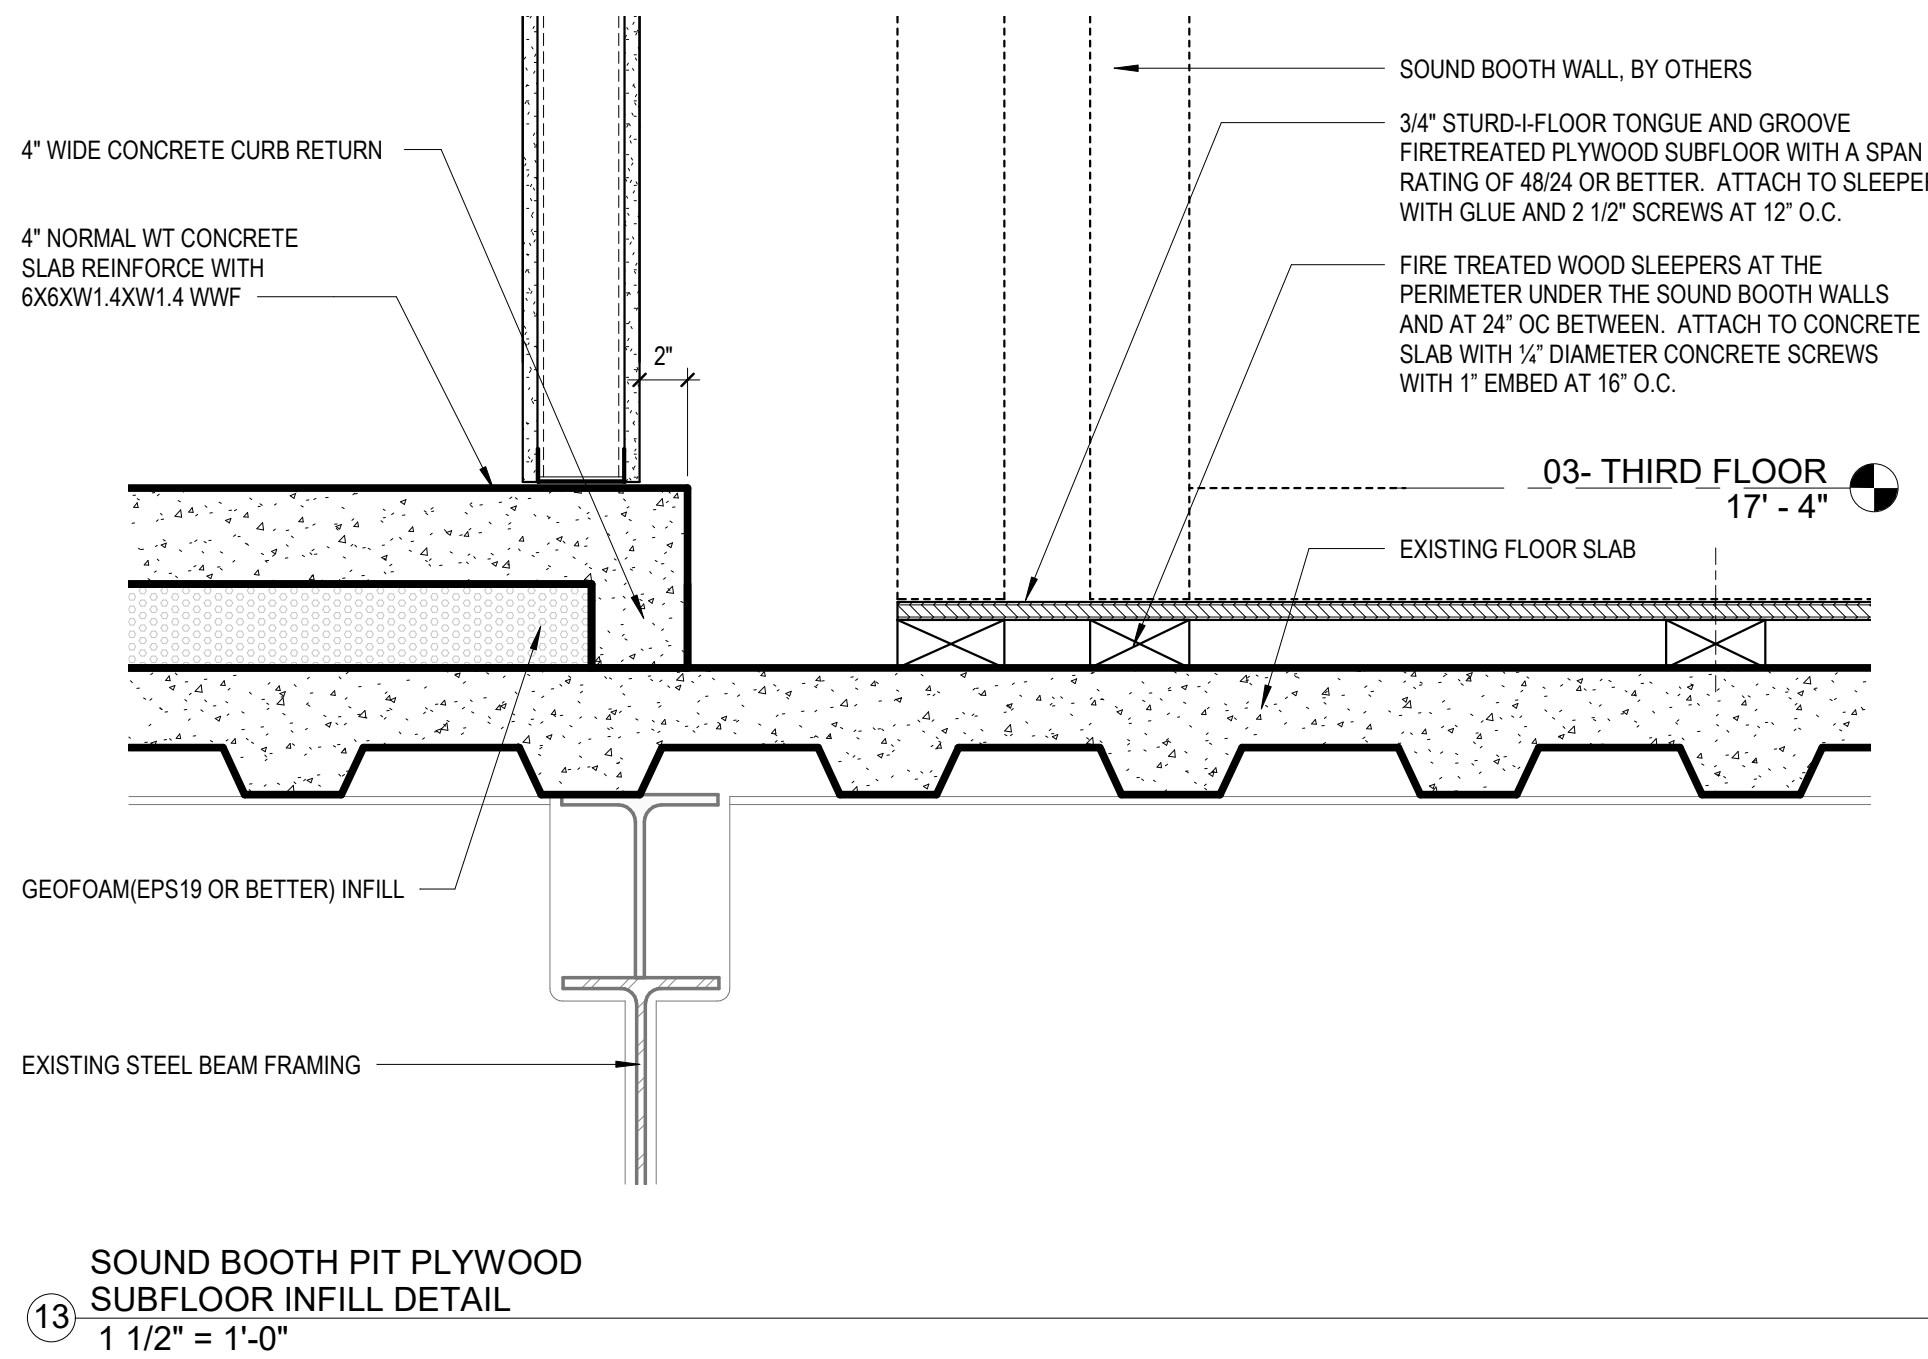 SOUND BOOTH WALL, BY OTHERS
3/4" STURD-I-FLOOR TONGUE AND GROOVE
FIRETREATED PLYWOOD SUBFLOOR WITH A SPAN
RATING OF 48/24 OR BETTER. ATTACH TO SLEEPER
WITH GLUE AND 2 1/2" SCREWS AT 12” O.C.
4" WIDE CONCRETE CURB RETURN
4" NORMAL WT CONCRETE
SLAB REINFORCE WITH
6X6XW1.4XW1.4 WWF
FIRE TREATED WOOD SLEEPERS AT THE
PERIMETER UNDER THE SOUND BOOTH WALLS
AND AT 24” OC BETWEEN. ATTACH TO CONCRETE
SLAB WITH ¼” DIAMETER CONCRETE SCREWS
WITH 1” EMBED AT 16” O.C.
2"
03- THIRD FLOOR
17' - 4"
EXISTING FLOOR SLAB
GEOFOAM(EPS19 OR BETTER) INFILL
EXISTING STEEL BEAM FRAMING
13
SOUND BOOTH PIT PLYWOOD
SUBFLOOR INFILL DETAIL
1 1/2" = 1'-0"